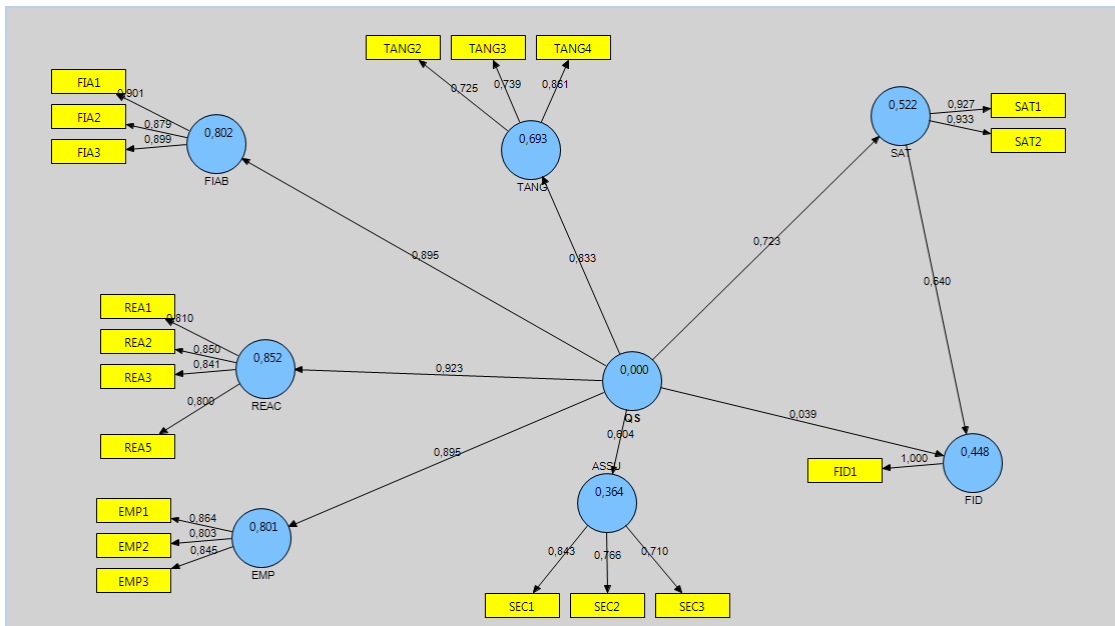 TANG2 TANG3 TANG4
0,725 0,739 0,861
0,693
TANG
FIA1
FIA2
FIA3
0,901
0,879
0,899
0,802
FIAB
0,522
SAT
0,927
0,933
SAT1
SAT2
0,895
0,833
0,723
0,640
REA1
REA2
REA3
REA5
0,810
0,850
0,841
0,800
0,852
REAC
0,923
0,000
QS
0,039
0,604
0,895
ASSU
0,364
FID1
1,000
0,448
FID
EMP1
EMP2
EMP3
0,864
0,803
0,845
0,801
EMP
0,843 0,766 0,710
SEC1 SEC2 SEC3